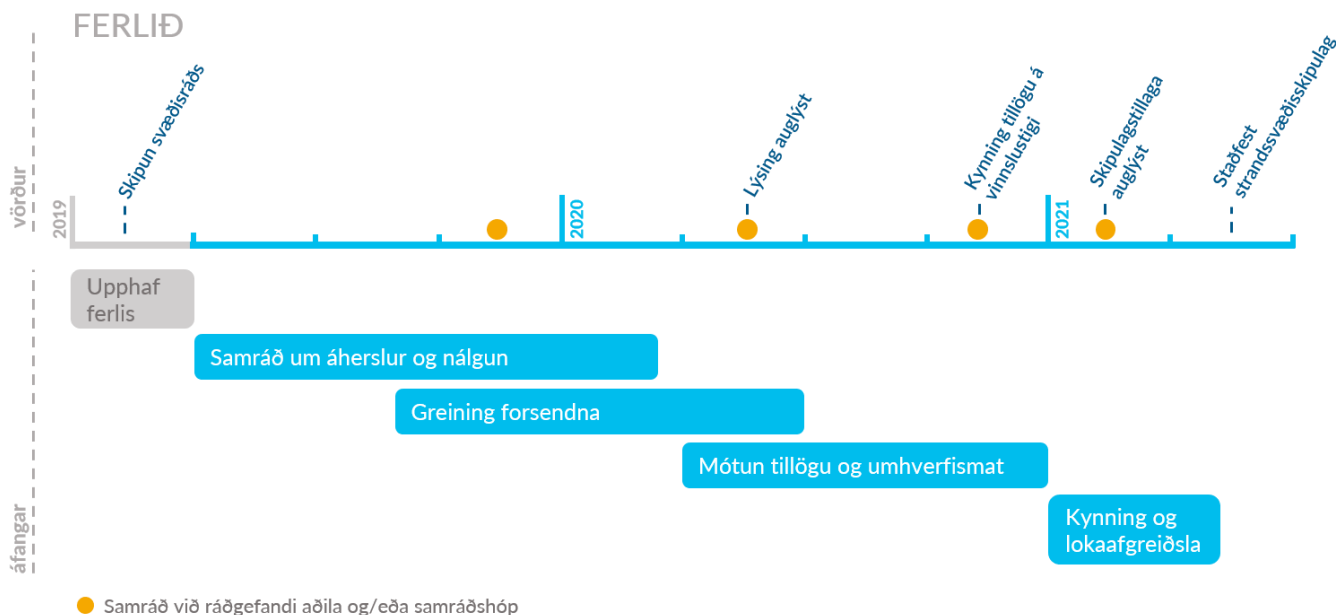 FERLIÐ
vörður
Skipun svæðisráðs
Lýsing auglýst
Kynning tillögu á
vinnslustigi
Skipulagstillaga
auglýst
Staðfest
strandssvæðisskipulag
2019
2020
2021
áfangar
Upphaf
ferlis
Samráð um áherslur og nálgun
Greining forsendna
Mótun tillögu og umhverfismat
Kynning og
lokaafgreiðsla
Samráð við ráðgefandi aðila og/eða samráðshóp